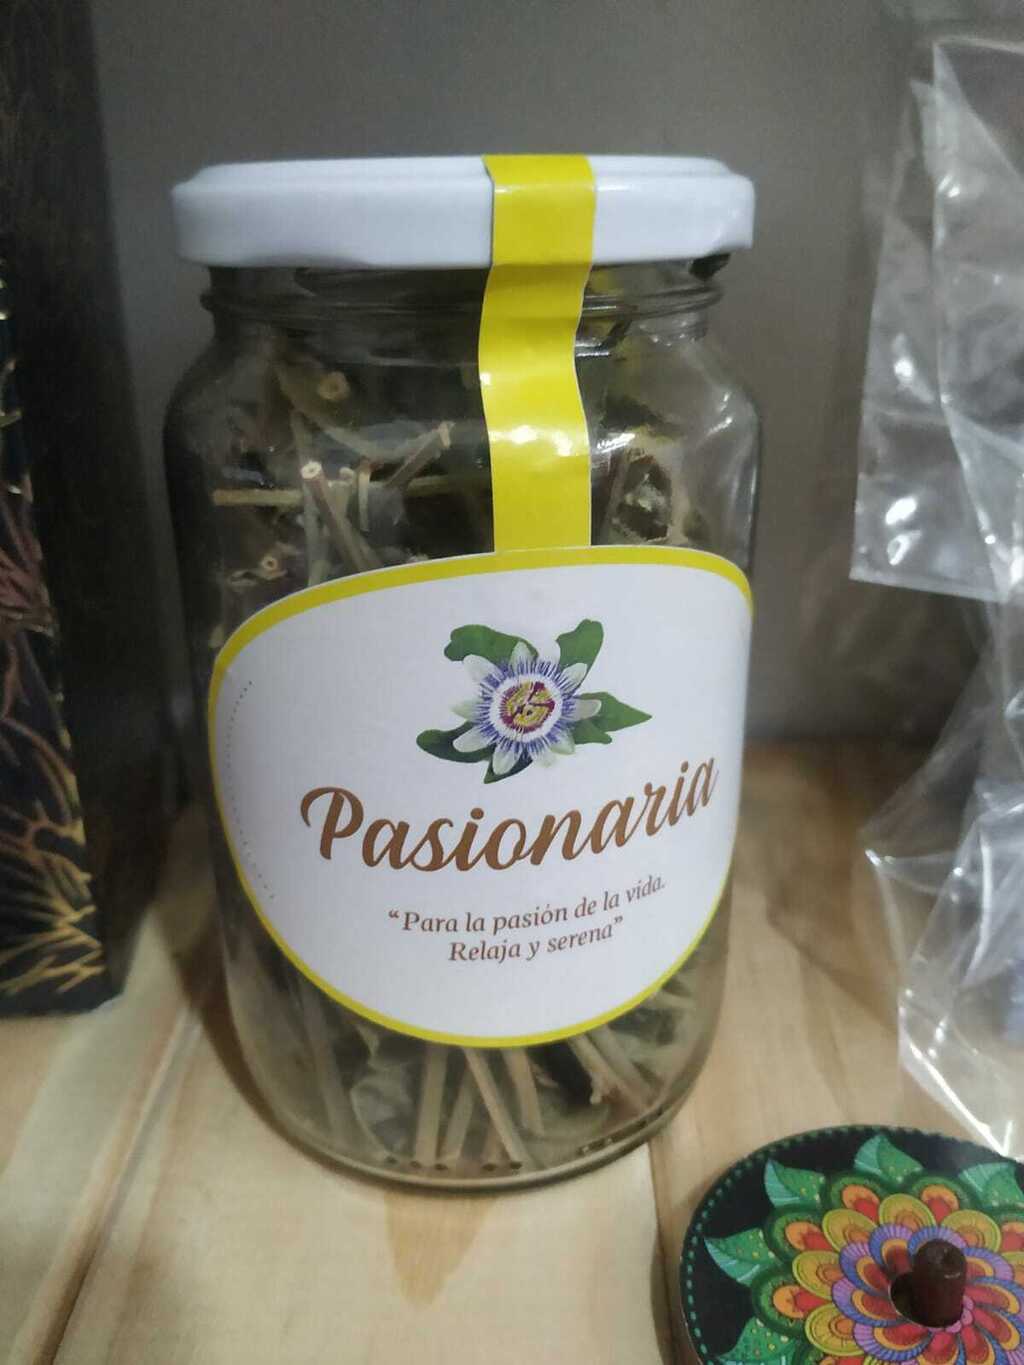 Pasionaria
“Para la pasión de la vida.
Relaja y serena”